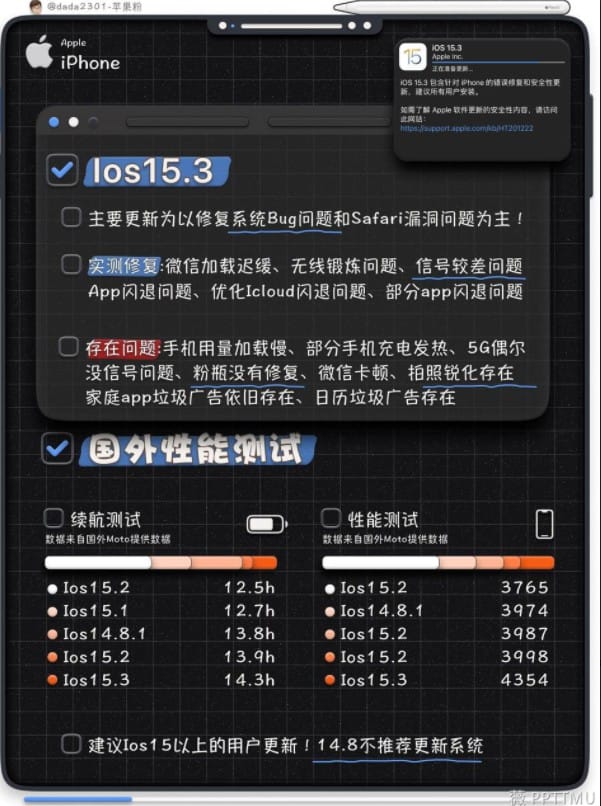 @dada2301-苹果粉
Apple
iPhone
iOS 15.3
Apple Inc.
正在准备更新...
iOS 15.3 包含针对 iPhone 的错误修复和安全性更
新，建议所有用户安装。
如需了解 Apple 软件更新的安全性内容，请访问
此网站：
https://support.apple.com/kb/HT201222
Ios15.3
主要更新为以修复系统Bug问题和Safari漏洞问题为主！
实测修复:微信加载迟缓、无线锻炼问题、信号较差问题
App闪退问题、优化Icloud闪退问题、部分app闪退问题
存在问题:手机用量加载慢、部分手机充电发热、5G偶尔
没信号问题、粉瓶没有修复、微信卡顿、拍照锐化存在
家庭app垃圾广告依旧存在、日历垃圾广告存在
国外性能测试
续航测试
数据来自国外Moto提供数据
Ios15.2 12.5h
Ios15.1 12.7h
Ios14.8.1 13.8h
Ios15.2 13.9h
Ios15.3 14.3h
性能测试
数据来自国外Moto提供数据
Ios15.2 3765
Ios14.8.1 3974
Ios15.2 3987
Ios15.2 3998
Ios15.3 4354
建议Ios15以上的用户更新！14.8不推荐更新系统
薇 PPTTMU